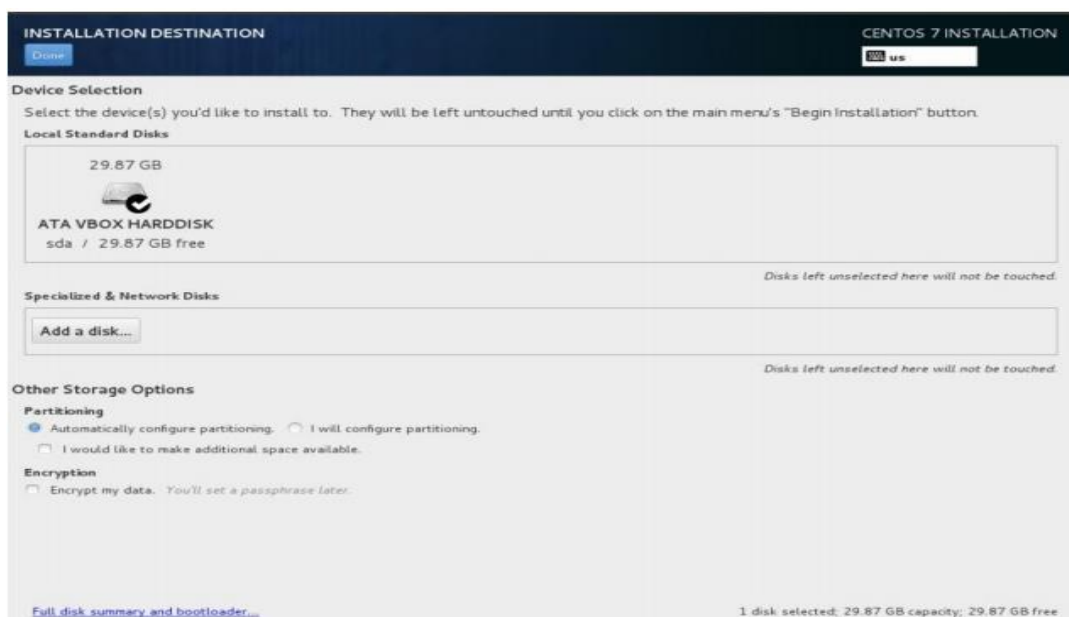 INSTALLATION DESTINATION
CENTOS 7 INSTALLATION
Done
us
Device Selection
Select the device(s) you'd like to install to. They will be left untouched until you click on the main menu's "Begin Installation" button.
Local Standard Disks
29.87 GB
ATA VBOX HARDDISK
sda / 29.87 GB free
Disks left unselected here will not be touched.
Specialized & Network Disks
Add a disk...
Disks left unselected here will not be touched.
Other Storage Options
Partitioning
Automatically configure partitioning. I will configure partitioning.
I would like to make additional space available.
Encryption
Encrypt my data. You'll set a passphrase later.
Full disk summary and bootloader...
1 disk selected; 29.87 GB capacity; 29.87 GB free